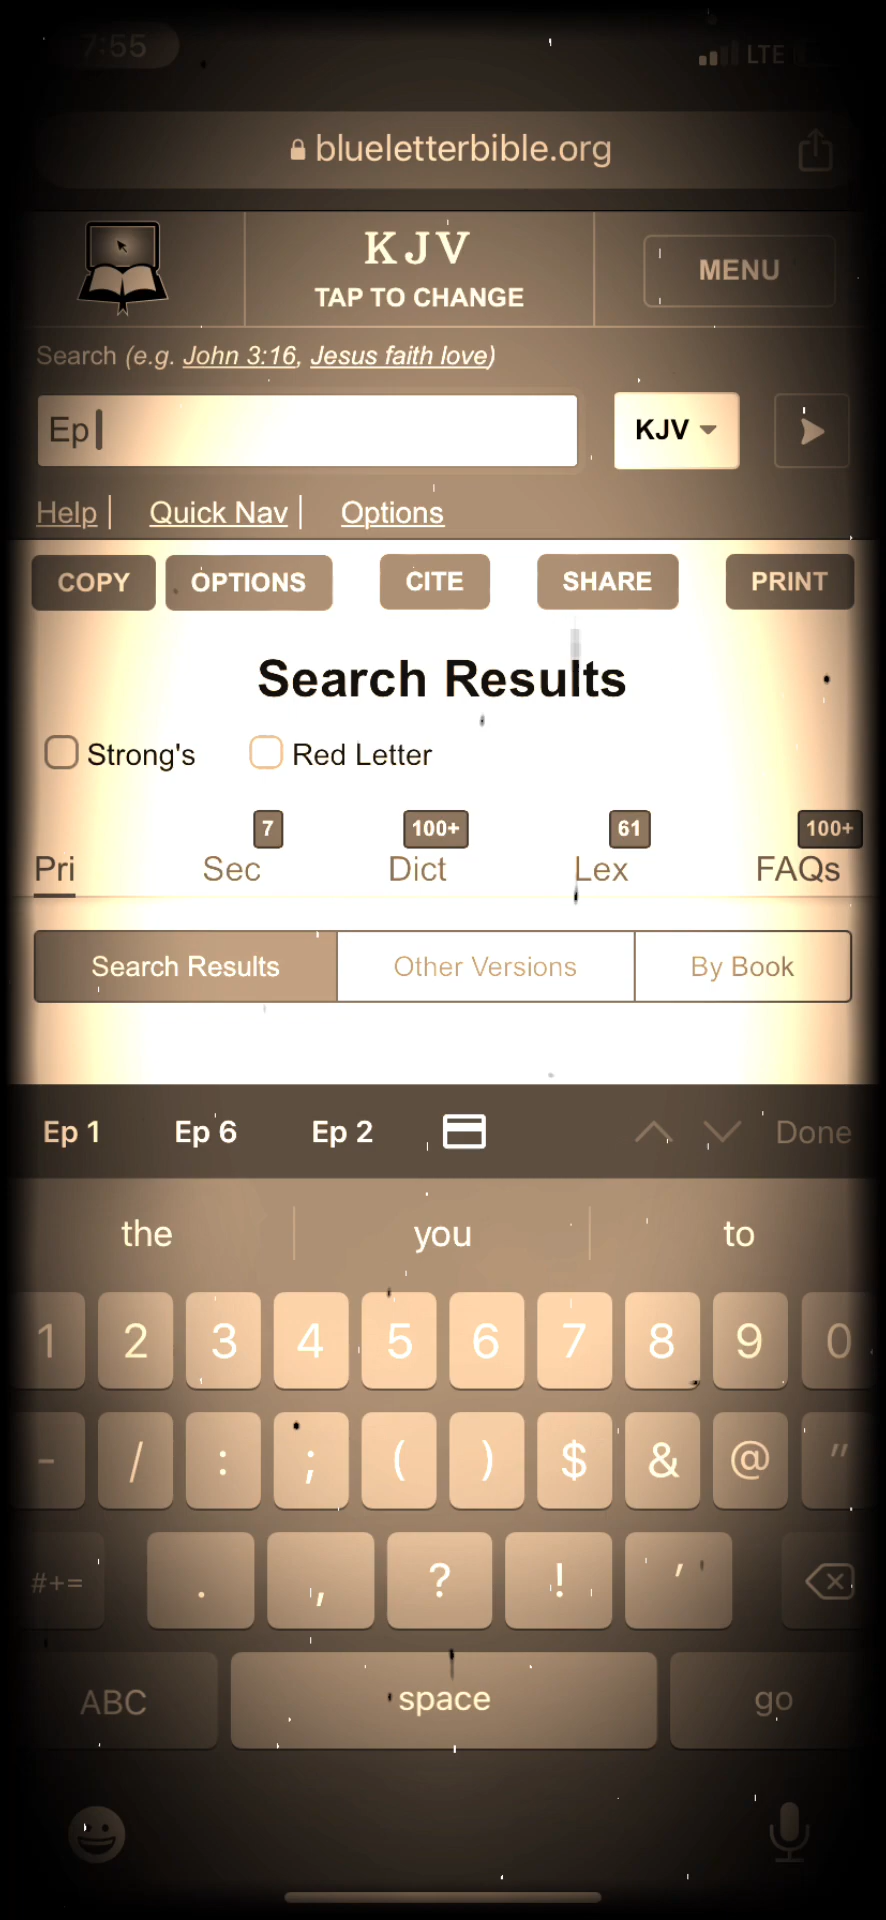 7:55 LTE
blueletterbible.org
KJV
TAP TO CHANGE
MENU
Search (e.g. John 3:16, Jesus faith love)
Ep
KJV
Help | Quick Nav | Options
COPY OPTIONS CITE SHARE PRINT
Search Results
Strong's Red Letter
7 100+ 61 100+
Pri Sec Dict Lex FAQs
Search Results Other Versions By Book
Ep 1 Ep 6 Ep 2 Done
the you to
1 2 3 4 5 6 7 8 9 0
- / : ; ( ) $ & @ "
#+= . , ? ! '
ABC space go